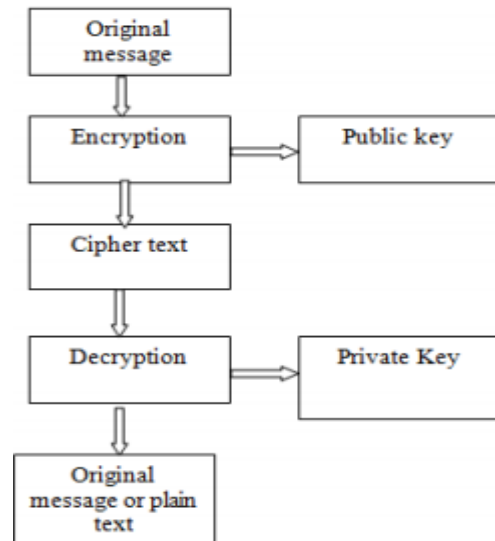 Original
message
Encryption
Public key
Cipher text
Decryption
Private Key
Original
message or plain
text